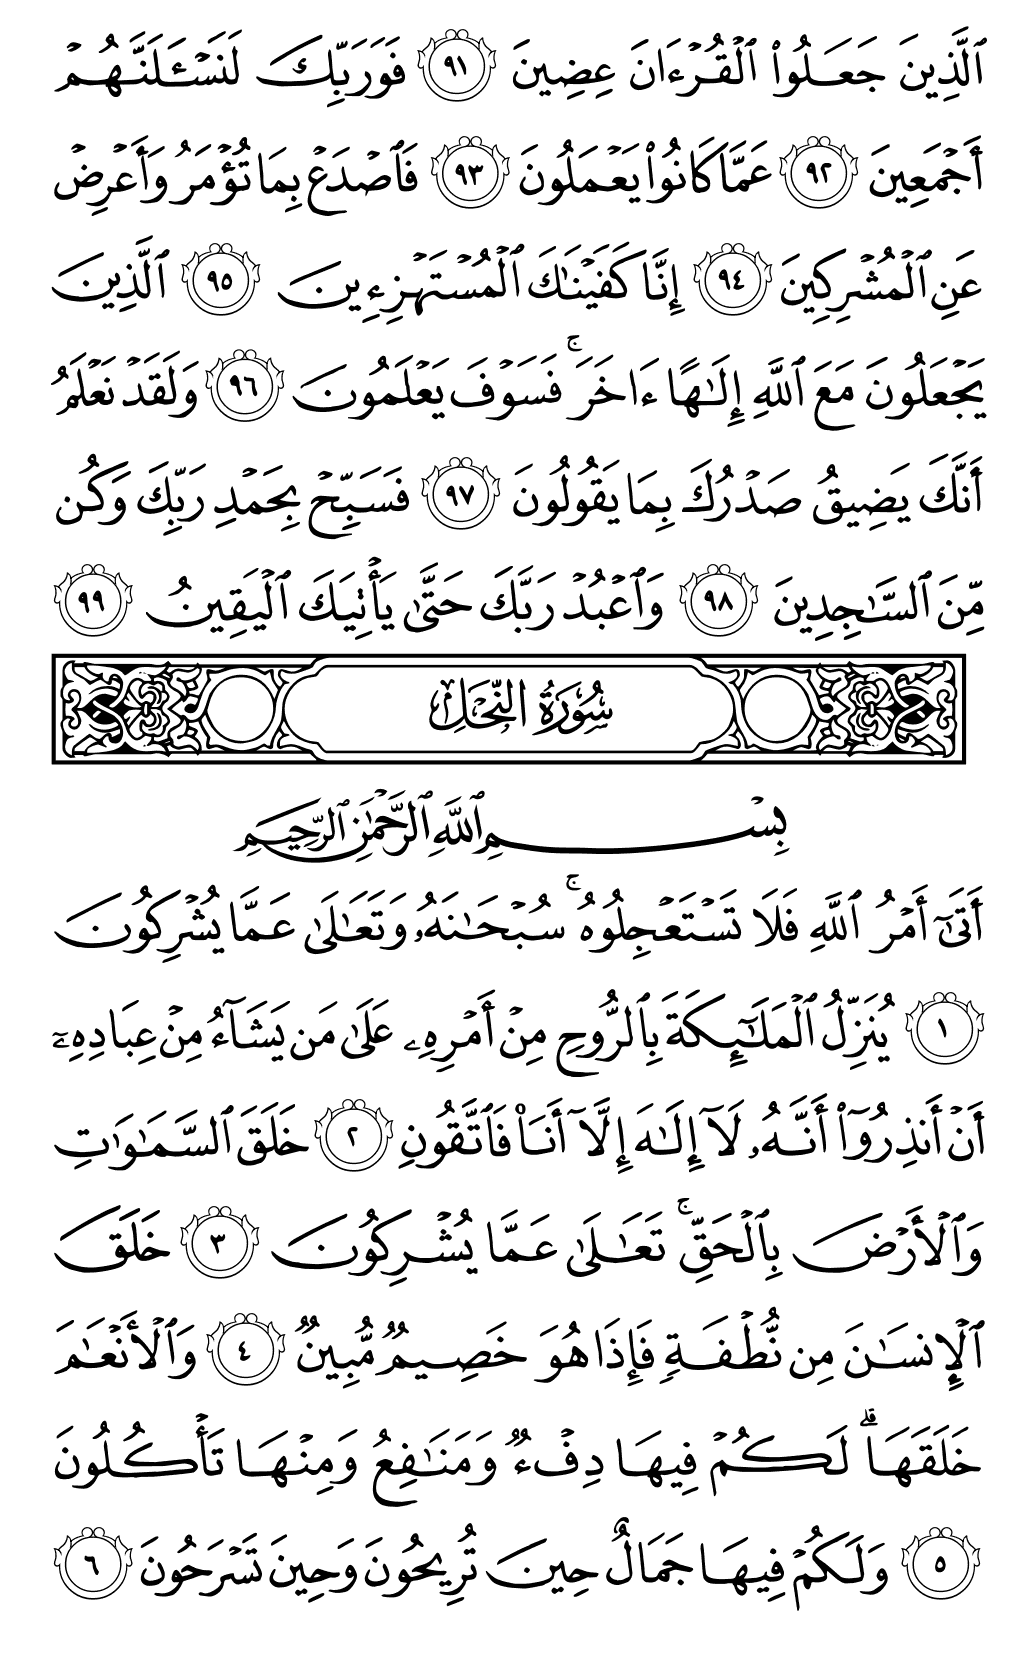 ٱلَّذِينَ جَعَلُواْ ٱلۡقُرۡءَانَ عِضِينَ ٩١ فَوَرَبِّكَ لَنَسۡـَٔلَنَّهُمۡ
أَجۡمَعِينَ ٩٢ عَمَّا كَانُواْ يَعۡمَلُونَ ٩٣ فَٱصۡدَعۡ بِمَا تُؤۡمَرُ وَأَعۡرِضۡ
عَنِ ٱلۡمُشۡرِكِينَ ٩٤ إِنَّا كَفَيۡنَٰكَ ٱلۡمُسۡتَهۡزِءِينَ ٩٥ ٱلَّذِينَ
يَجۡعَلُونَ مَعَ ٱللَّهِ إِلَٰهًا ءَاخَرَۚ فَسَوۡفَ يَعۡلَمُونَ ٩٦ وَلَقَدۡ نَعۡلَمُ
أَنَّكَ يَضِيقُ صَدۡرُكَ بِمَا يَقُولُونَ ٩٧ فَسَبِّحۡ بِحَمۡدِ رَبِّكَ وَكُن
مِّنَ ٱلسَّٰجِدِينَ ٩٨ وَٱعۡبُدۡ رَبَّكَ حَتَّىٰ يَأۡتِيَكَ ٱلۡيَقِينُ ٩٩
سُورَةُ النَّحۡلِ
بِسۡمِ ٱللَّهِ ٱلرَّحۡمَٰنِ ٱلرَّحِيمِ
أَتَىٰٓ أَمۡرُ ٱللَّهِ فَلَا تَسۡتَعۡجِلُوهُۚ سُبۡحَٰنَهُۥ وَتَعَٰلَىٰ عَمَّا يُشۡرِكُونَ
١ يُنَزِّلُ ٱلۡمَلَٰٓئِكَةَ بِٱلرُّوحِ مِنۡ أَمۡرِهِۦ عَلَىٰ مَن يَشَآءُ مِنۡ عِبَادِهِۦٓ
أَنۡ أَنذِرُوٓاْ أَنَّهُۥ لَآ إِلَٰهَ إِلَّآ أَنَا۠ فَٱتَّقُونِ ٢ خَلَقَ ٱلسَّمَٰوَٰتِ
وَٱلۡأَرۡضَ بِٱلۡحَقِّۚ تَعَٰلَىٰ عَمَّا يُشۡرِكُونَ ٣ خَلَقَ
ٱلۡإِنسَٰنَ مِن نُّطۡفَةٖ فَإِذَا هُوَ خَصِيمٞ مُّبِينٞ ٤ وَٱلۡأَنۡعَٰمَ
خَلَقَهَاۖ لَكُمۡ فِيهَا دِفۡءٞ وَمَنَٰفِعُ وَمِنۡهَا تَأۡكُلُونَ
٥ وَلَكُمۡ فِيهَا جَمَالٌ حِينَ تُرِيحُونَ وَحِينَ تَسۡرَحُونَ ٦